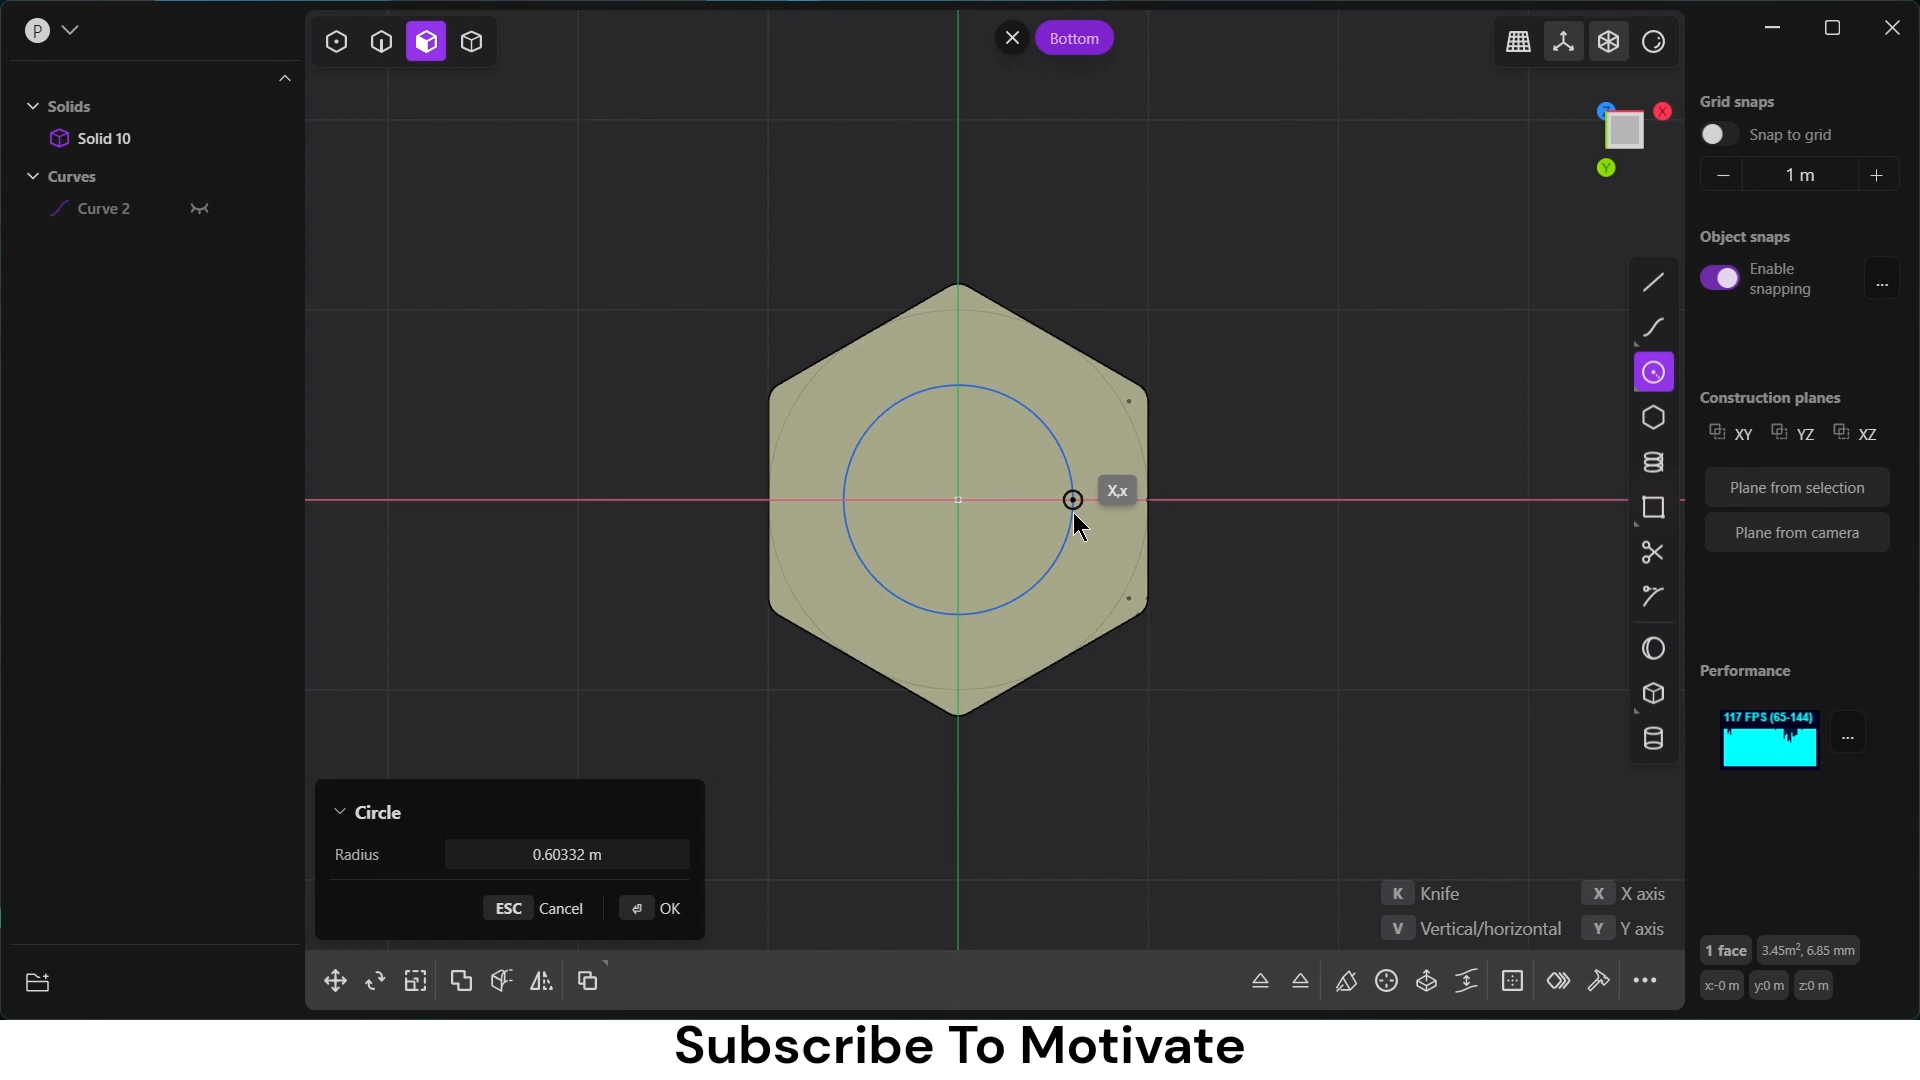 P
Solids
Solid 10
Curves
Curve 2
Bottom
Z
X
Y
X,x
Circle
Radius
0.60332 m
ESC Cancel
OK
K Knife
X X axis
V Vertical/horizontal
Y Y axis
Grid snaps
Snap to grid
1 m
Object snaps
Enable
snapping
...
Construction planes
XY YZ XZ
Plane from selection
Plane from camera
Performance
117 FPS (65-144)
...
1 face 3.45m², 6.85 mm
x:-0 m y:0 m z:0 m
Subscribe To Motivate